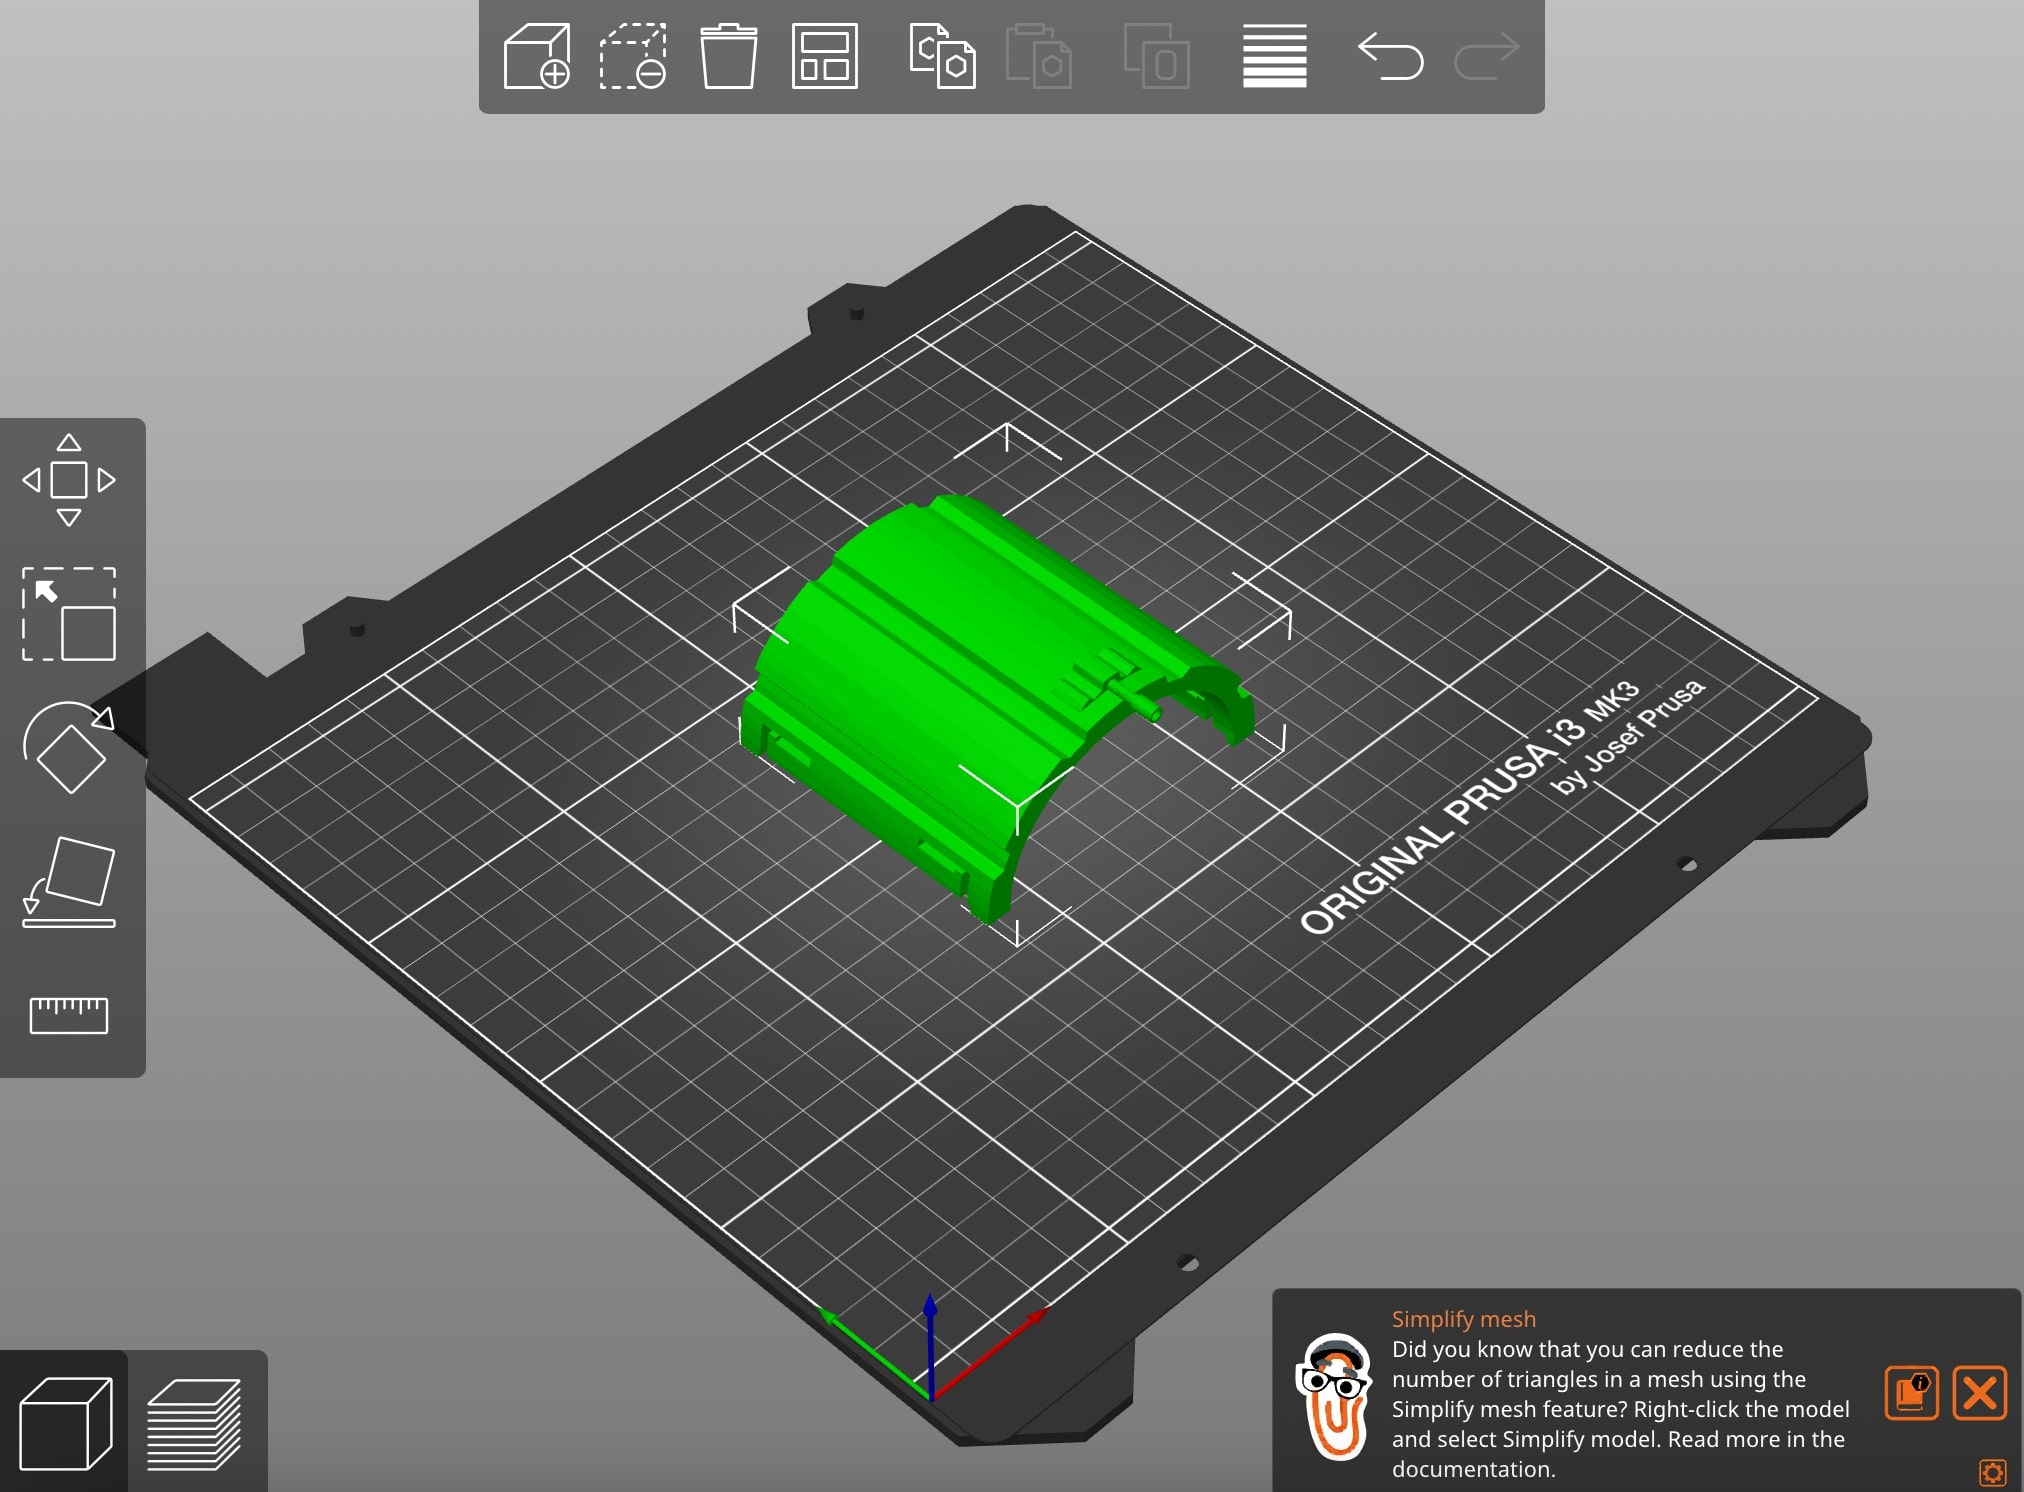 ORIGINAL PRUSA i3 MK3
by Josef Prusa
Simplify mesh
Did you know that you can reduce the
number of triangles in a mesh using the
Simplify mesh feature? Right-click the model
and select Simplify model. Read more in the
documentation.